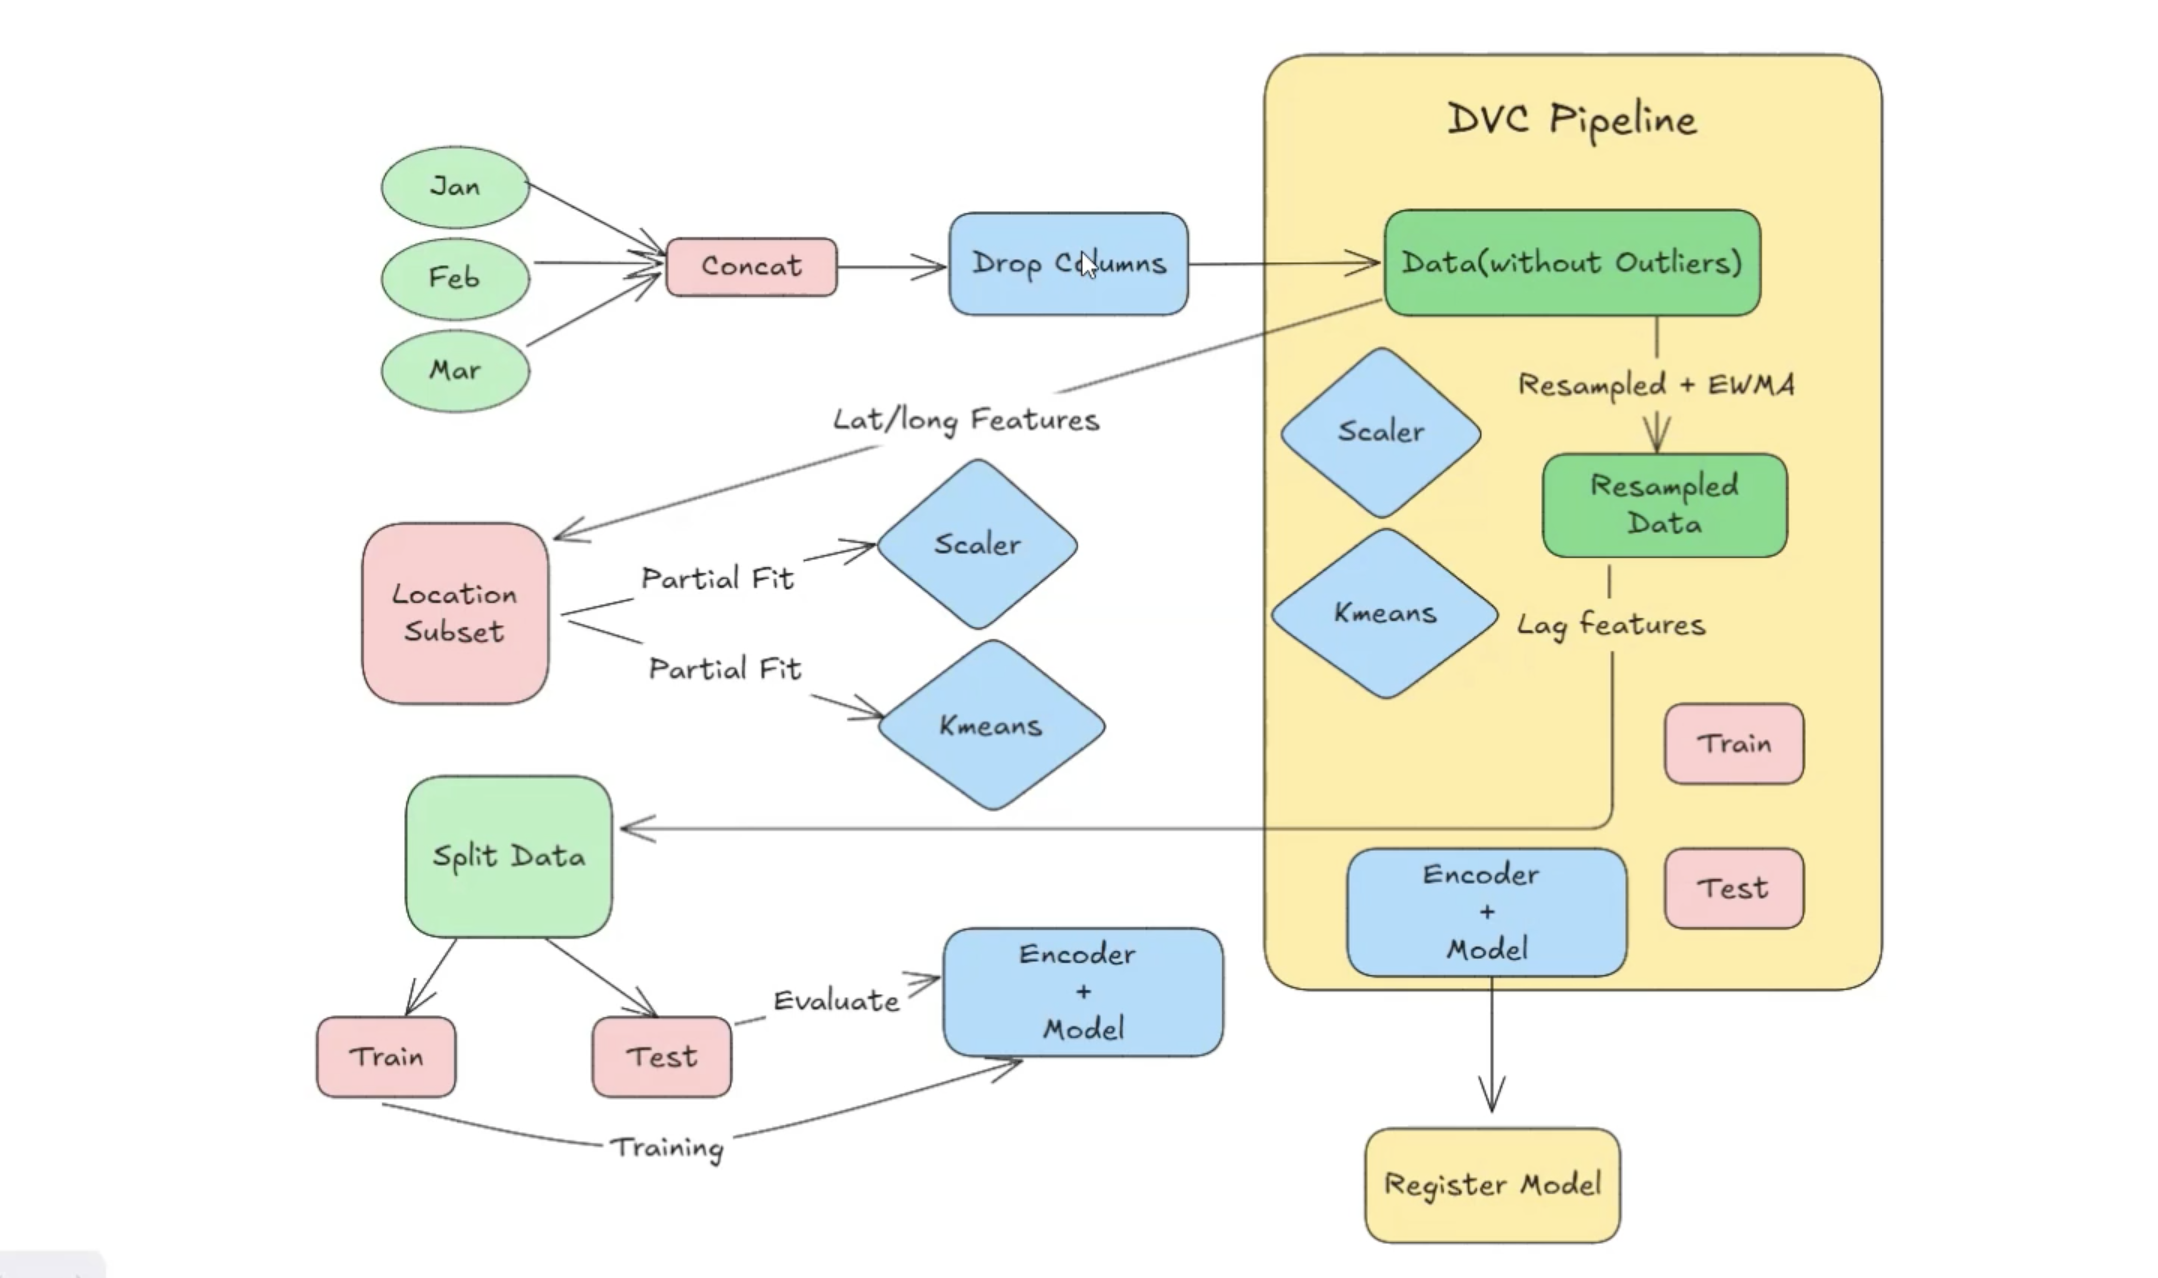 DVC Pipeline
Jan
Feb
Mar
Concat
Drop Columns
Data(without Outliers)
Resampled + EWMA
Lat/long Features
Scaler
Resampled
Data
Location
Subset
Partial Fit
Scaler
Partial Fit
Kmeans
Kmeans
Lag features
Train
Test
Split Data
Encoder
+
Model
Train
Test
Evaluate
Encoder
+
Model
Training
Register Model